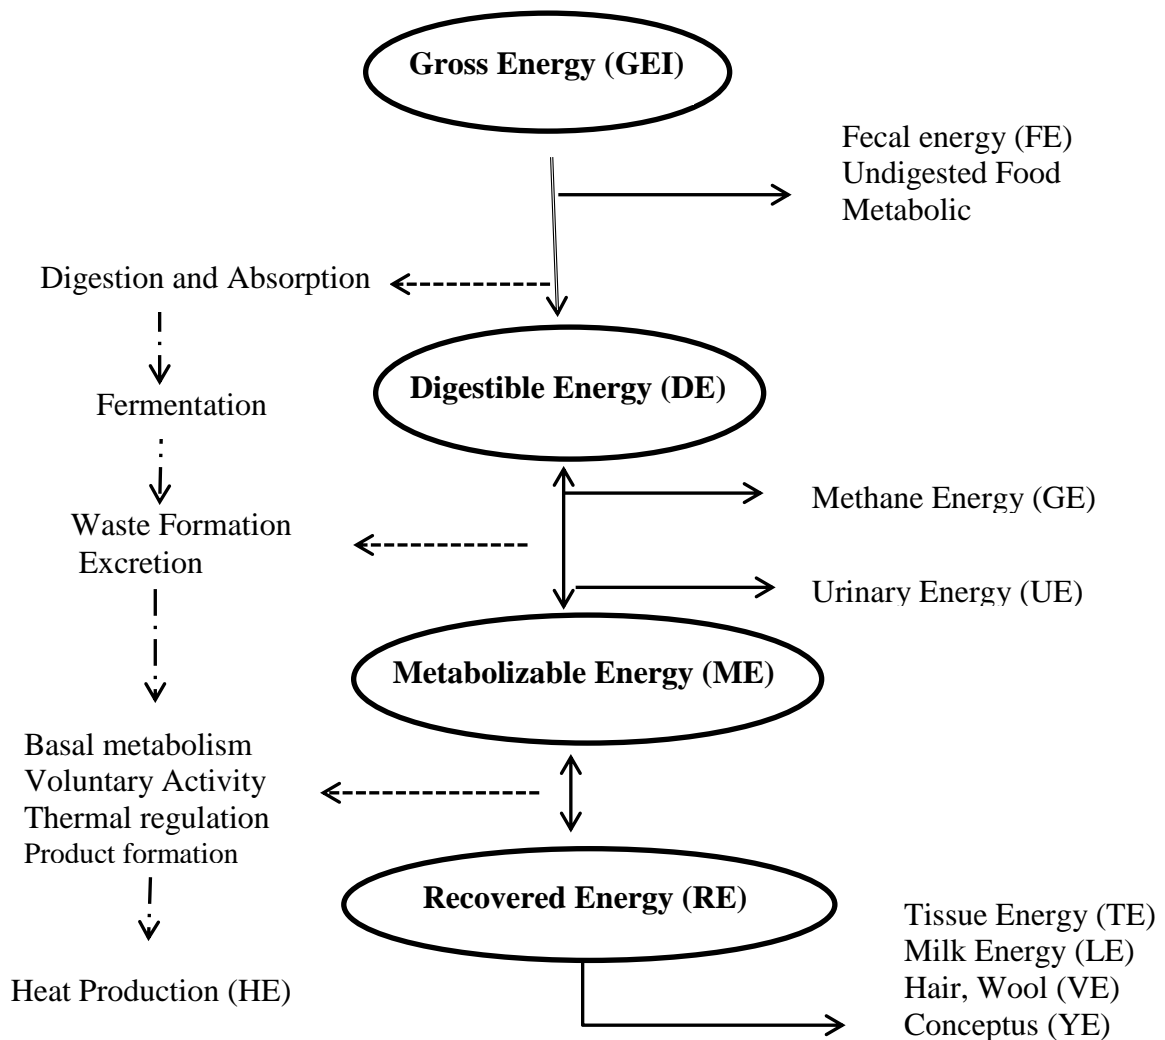 Gross Energy (GEI)
Fecal energy (FE)
Undigested Food
Metabolic
Digestion and Absorption
Digestible Energy (DE)
Fermentation
Methane Energy (GE)
Waste Formation
Excretion
Urinary Energy (UE)
Metabolizable Energy (ME)
Basal metabolism
Voluntary Activity
Thermal regulation
Product formation
Recovered Energy (RE)
Tissue Energy (TE)
Milk Energy (LE)
Hair, Wool (VE)
Conceptus (YE)
Heat Production (HE)